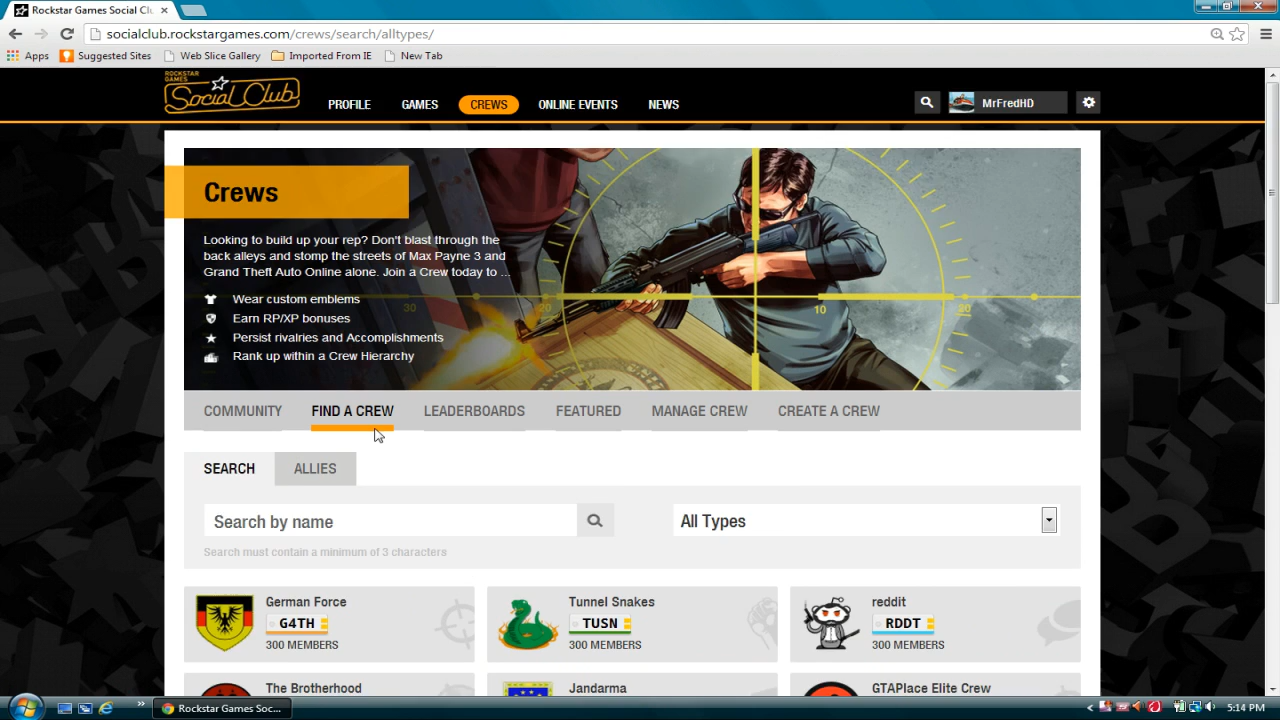 Rockstar Games Social Clu
socialclub.rockstargames.com/crews/search/alltypes/
Apps Suggested Sites Web Slice Gallery Imported From IE New Tab
ROCKSTAR GAMES
Social Club
PROFILE GAMES CREWS ONLINE EVENTS NEWS MrFredHD
Crews
Looking to build up your rep? Don't blast through the
back alleys and stomp the streets of Max Payne 3 and
Grand Theft Auto Online alone. Join a Crew today to ...
Wear custom emblems
Earn RP/XP bonuses
Persist rivalries and Accomplishments
Rank up within a Crew Hierarchy
30 20 10 20
COMMUNITY FIND A CREW LEADERBOARDS FEATURED MANAGE CREW CREATE A CREW
SEARCH ALLIES
Search by name All Types
Search must contain a minimum of 3 characters
German Force Tunnel Snakes reddit
G4TH TUSN RDDT
300 MEMBERS 300 MEMBERS 300 MEMBERS
The Brotherhood Jandarma GTAPlace Elite Crew
Rockstar Games Soc... 5:14 PM